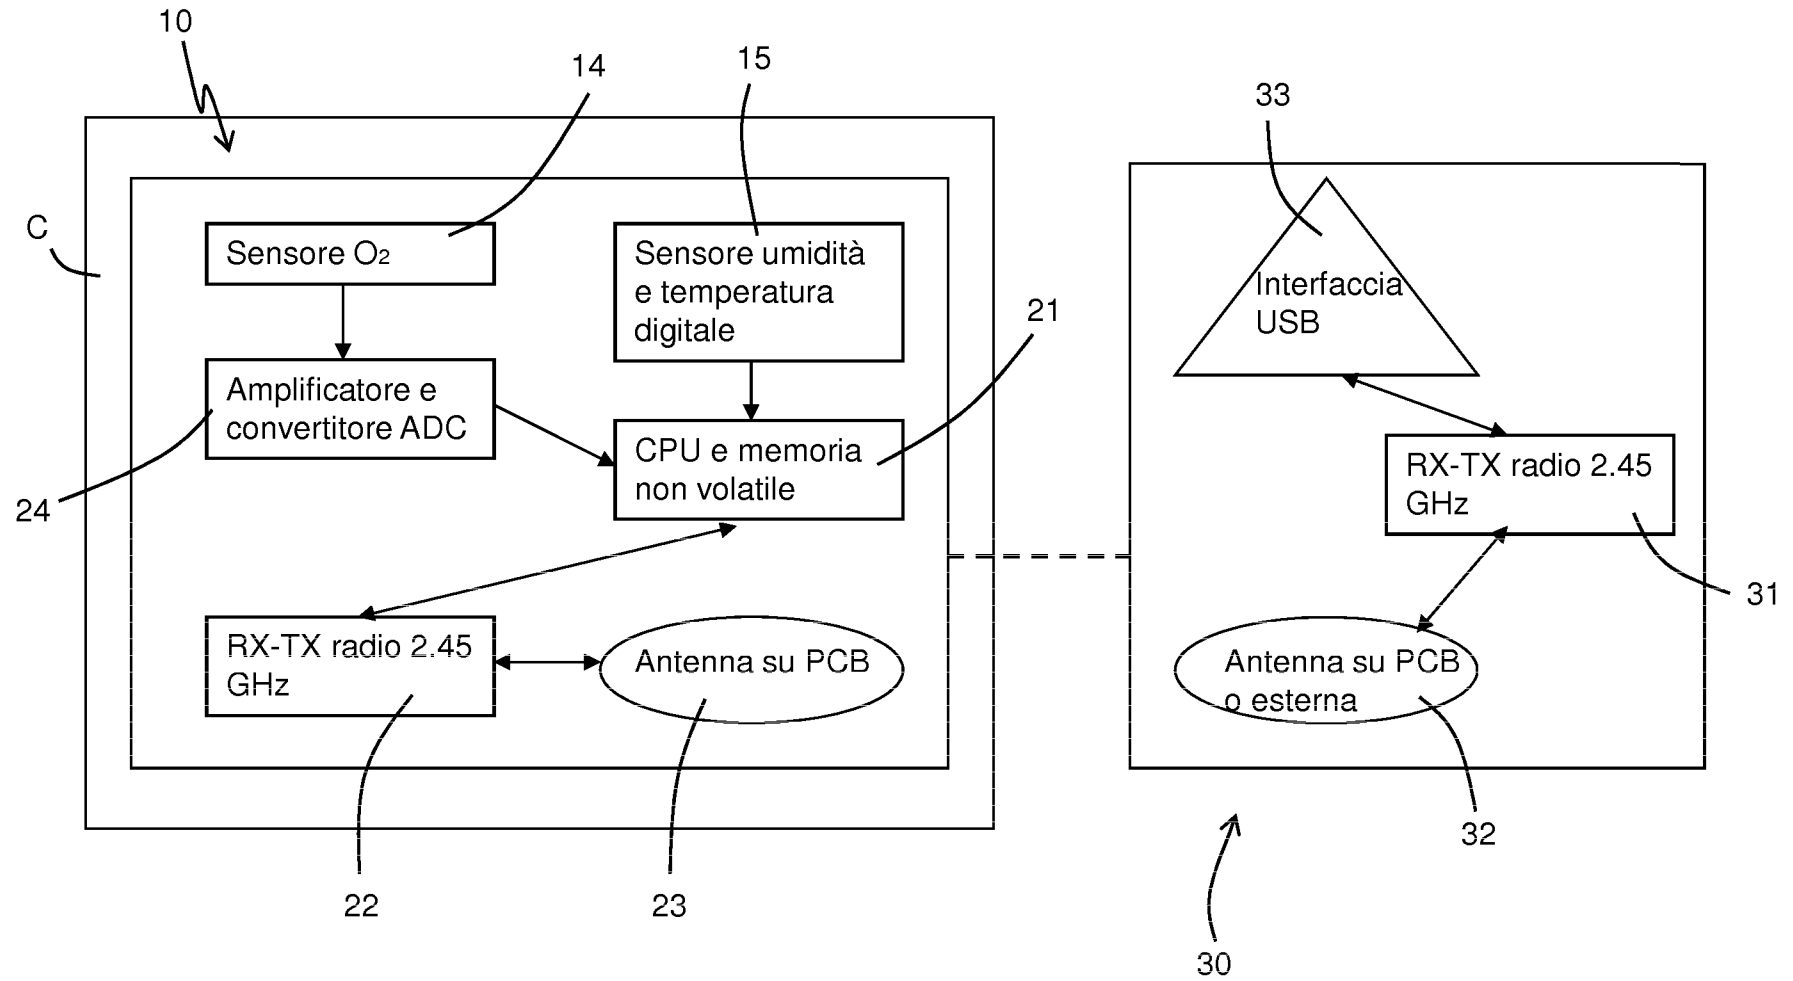 10
14
15
33
C
Sensore O2
Sensore umidità
e temperatura
digitale
21
Interfaccia
USB
Amplificatore e
convertitore ADC
CPU e memoria
non volatile
24
RX-TX radio 2.45
GHz
31
RX-TX radio 2.45
GHz
Antenna su PCB
Antenna su PCB
o esterna
22
23
32
30